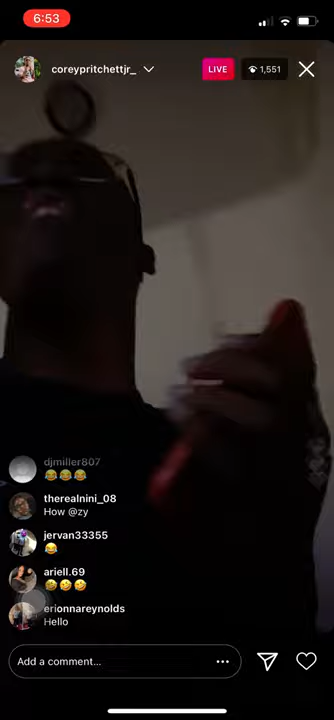 6:53
coreypritchettjr_
LIVE
1,551
djmiller807
😂😂😂
therealnini_08
How @zy
jervan33355
😂
ariell.69
🤣🤣🤣
erionnareynolds
Hello
Add a comment...